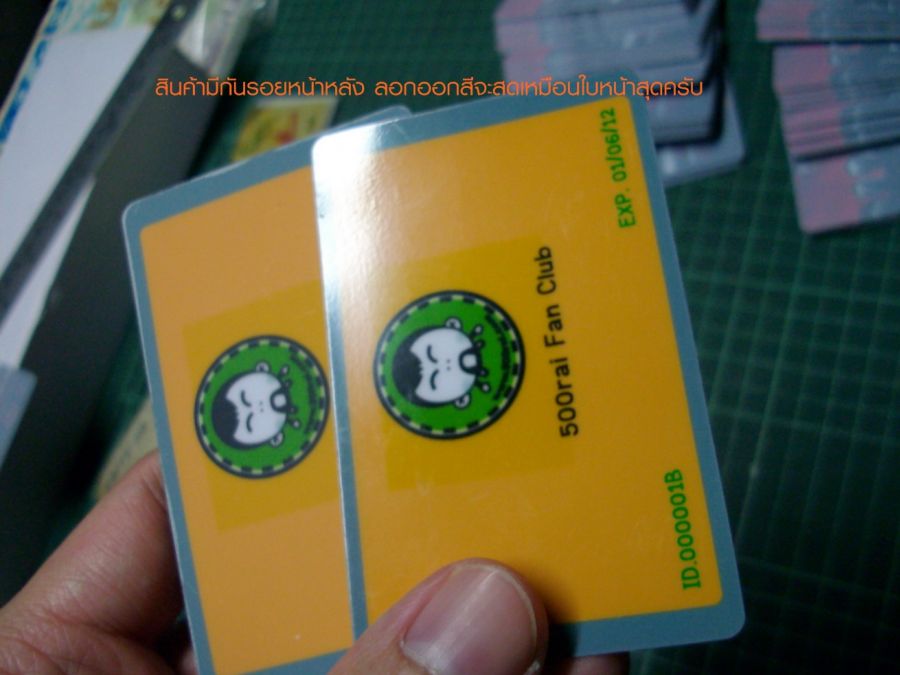 สินค้ามีกันรอยหน้าหลัง ลอกออกสีจะสดเหมือนใบหน้าสุดครับ
EXP. 01/06/12
500rai Fan Club
ID.000001B